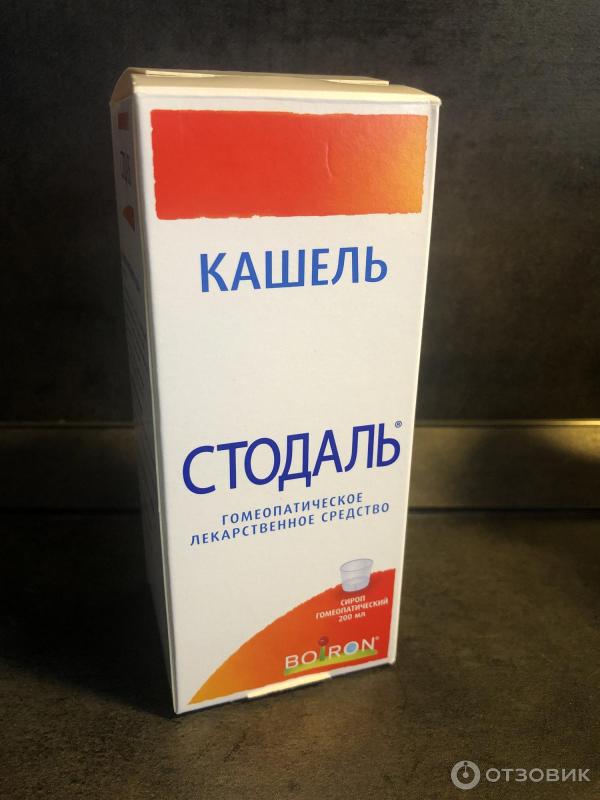 КАШЕЛЬ
СТОДАЛЬ®
ГОМЕОПАТИЧЕСКОЕ
ЛЕКАРСТВЕННОЕ СРЕДСТВО
СИРОП
ГОМЕОПАТИЧЕСКИЙ
200 мл
BOIRON®
ОТЗОВИК